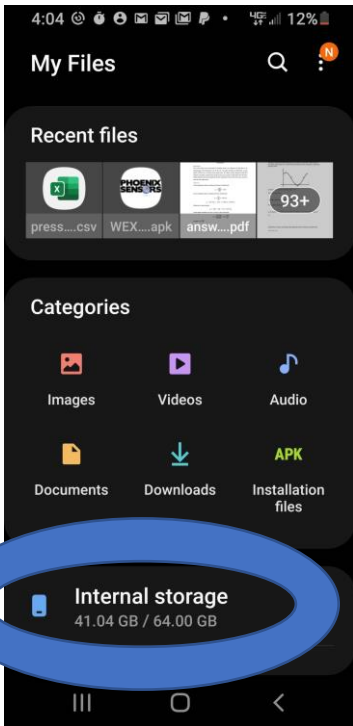 4:04 4G 12%
My Files N
Recent files
X PHOENIX SENSORS 93+
press....csv WEX....apk answ....pdf
Categories
Images Videos Audio
APK
Documents Downloads Installation files
Internal storage
41.04 GB / 64.00 GB